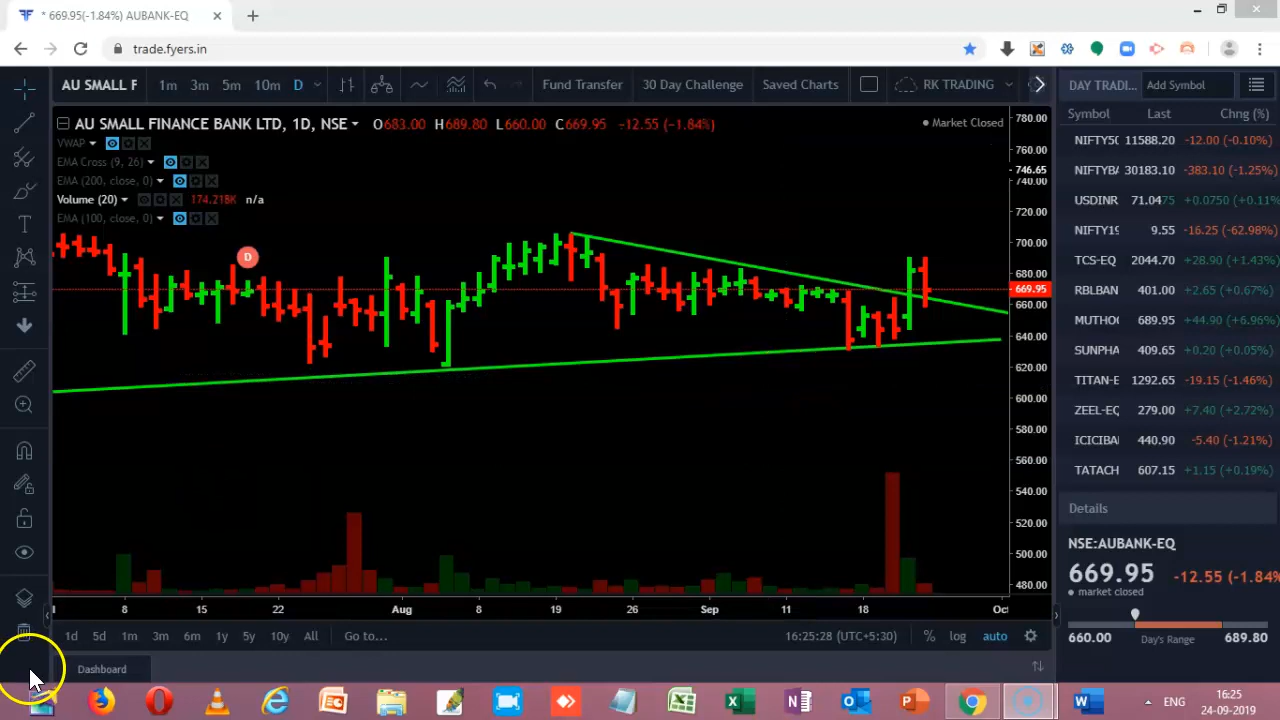 * 669.95(-1.84%) AUBANK-EQ
trade.fyers.in
AU SMALL F 1m 3m 5m 10m D Fund Transfer 30 Day Challenge Saved Charts RK TRADING DAY TRADI... Add Symbol
Symbol Last Chng (%)
AU SMALL FINANCE BANK LTD, 1D, NSE O683.00 H689.80 L660.00 C669.95 -12.55 (-1.84%) Market Closed
VWAP
EMA Cross (9, 26)
EMA (200, close, 0)
Volume (20) 174.218K n/a
EMA (100, close, 0)
D
780.00
760.00
746.65
740.00
720.00
700.00
680.00
669.95
660.00
640.00
620.00
600.00
580.00
560.00
540.00
520.00
500.00
480.00
NIFTY50 11588.20 -12.00 (-0.10%)
NIFTYBA 30183.10 -383.10 (-1.25%)
USDINR 71.0475 +0.0750 (+0.11%
NIFTY19 9.55 -16.25 (-62.98%)
TCS-EQ 2044.70 +28.90 (+1.43%)
RBLBAN 401.00 +2.65 (+0.67%)
MUTHO 689.95 +44.90 (+6.96%)
SUNPHA 409.65 +0.20 (+0.05%)
TITAN-E 1292.65 -19.15 (-1.46%)
ZEEL-EQ 279.00 +7.40 (+2.72%)
ICICIBA 440.90 -5.40 (-1.21%)
TATACH 607.15 +1.15 (+0.19%)
Details
NSE:AUBANK-EQ
669.95 -12.55 (-1.84%
market closed
660.00 Day's Range 689.80
8 15 22 Aug 8 19 26 Sep 11 18 Oct
1d 5d 1m 3m 6m 1y 5y 10y All Go to... 16:25:28 (UTC+5:30) % log auto
Dashboard
ENG
16:25
24-09-2019